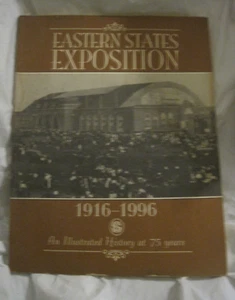 EASTERN STATES
EXPOSITION
1916-1996
An Illustrated History at 75 years